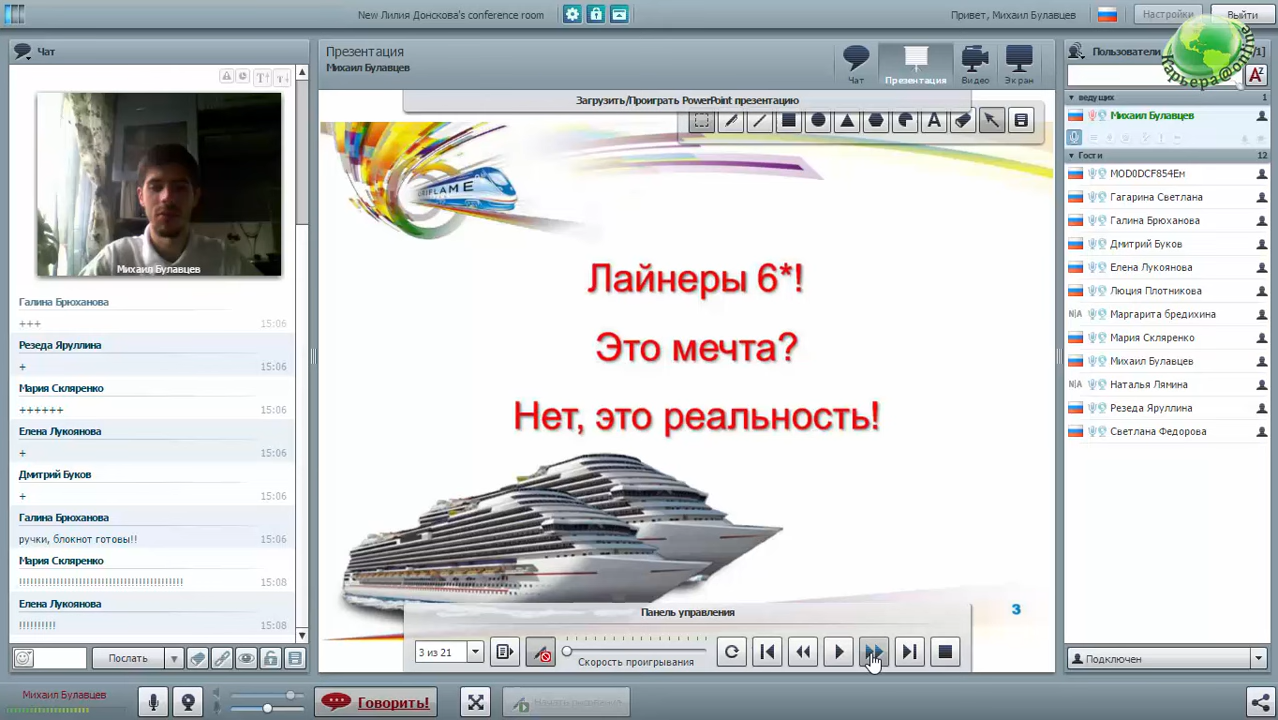 New Лилия Донскова's conference room
Привет, Михаил Булавцев
Настройки
Выйти
Чат
Михаил Булавцев
Галина Брюханова
+++
15:06
Резеда Яруллина
+
15:06
Мария Скляренко
++++++
15:06
Елена Лукоянова
+
15:06
Дмитрий Буков
+
15:06
Галина Брюханова
ручки, блокнот готовы!!
15:06
Мария Скляренко
15:08
Елена Лукоянова
!!!!!!!!!!
15:08
Послать
Презентация
Михаил Булавцев
Чат
Презентация
Видео
Экран
Загрузить/Проиграть PowerPoint презентацию
Лайнеры 6*!
Это мечта?
Нет, это реальность!
3
Панель управления
3 из 21
Скорость проигрывания
Пользователи
Карьера@online
ведущих
1
Михаил Булавцев
Гости
12
MOD0DCF854Ен
Гагарина Светлана
Галина Брюханова
Дмитрий Буков
Елена Лукоянова
Люция Плотникова
N|A
Маргарита бредихина
Мария Скляренко
Михаил Булавцев
N|A
Наталья Лямина
Резеда Яруллина
Светлана Федорова
Подключен
Михаил Булавцев
Говорить!